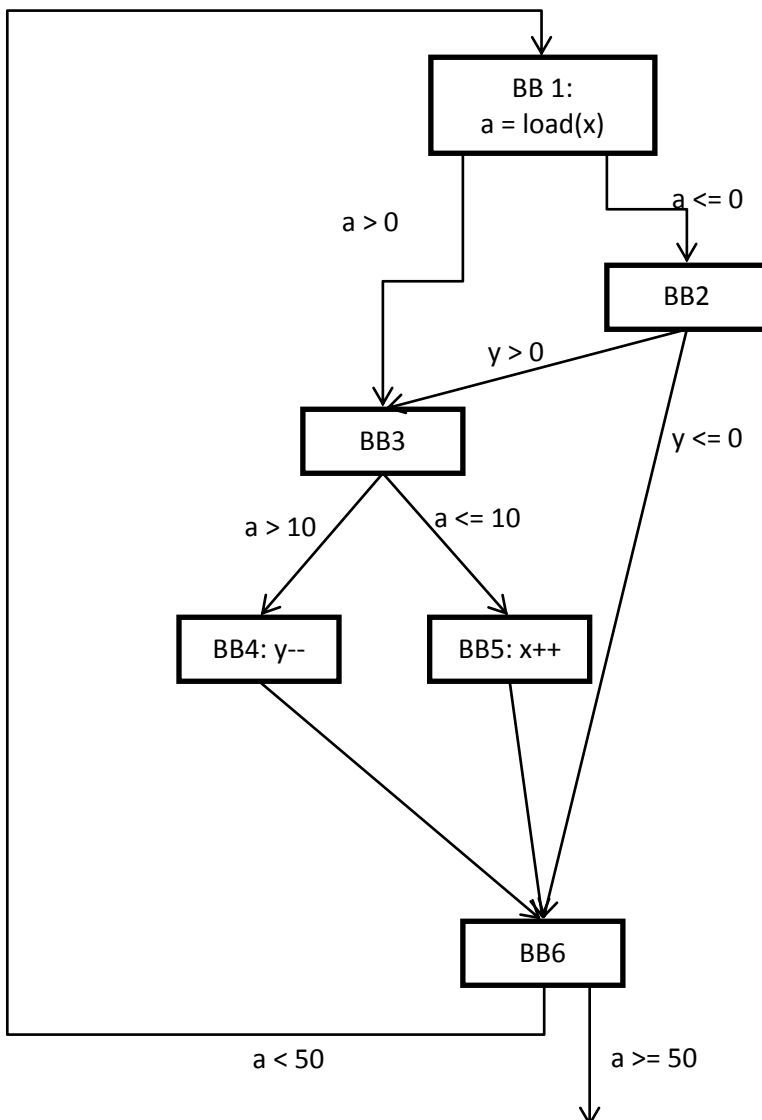 BB 1:
a = load(x)
a > 0
a <= 0
BB2
y > 0
BB3
y <= 0
a > 10
a <= 10
BB4: y--
BB5: x++
BB6
a < 50
a >= 50